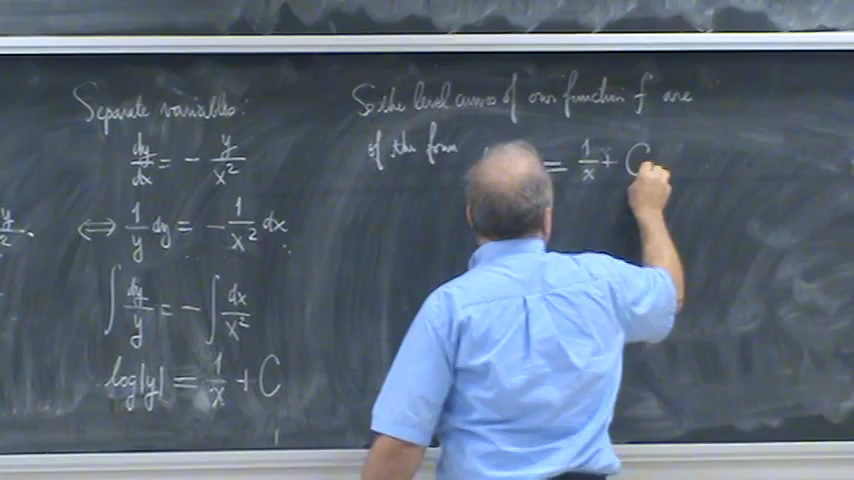 Separate variables:
dy/dx = - y/x²
y/2.
⟺ 1/y dy = - 1/x² dx.
∫ dy/y = - ∫ dx/x²
log|y| = 1/x + C
So the level curves of our function f are
of the form = 1/x + C